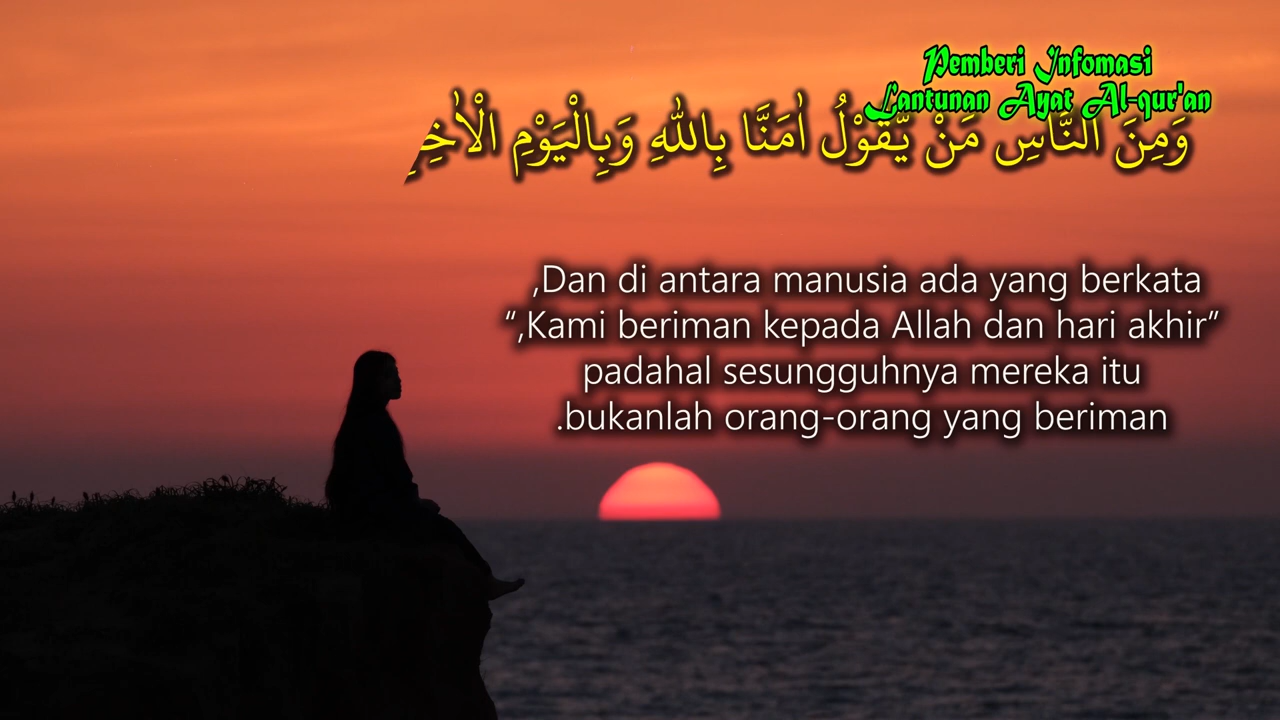 Pemberi Infomasi
Lantunan Ayat Al-qur'an
وَمِنَ النَّاسِ مَنْ يَّقُوْلُ اٰمَنَّا بِاللّٰهِ وَبِالْيَوْمِ الْاٰخِرِ
,Dan di antara manusia ada yang berkata
“,Kami beriman kepada Allah dan hari akhir”
padahal sesungguhnya mereka itu
.bukanlah orang-orang yang beriman